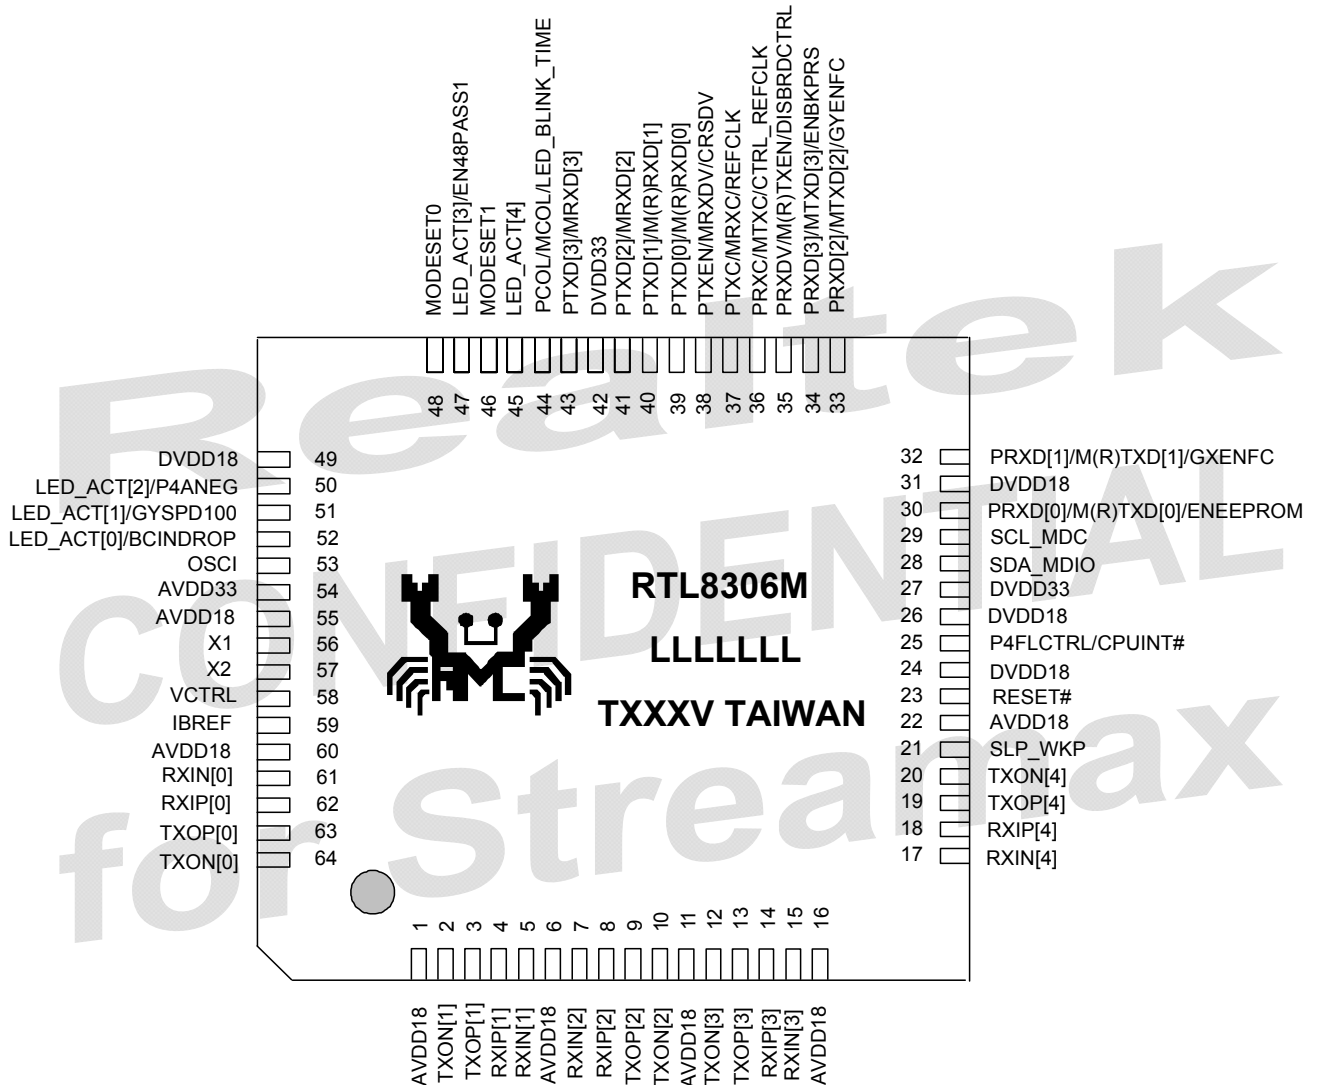 MODESET0
LED_ACT[3]/EN48PASS1
MODESET1
LED_ACT[4]
PCOL/MCOL/LED_BLINK_TIME
PTXD[3]/MRXD[3]
DVDD33
PTXD[2]/MRXD[2]
PTXD[1]/M(R)RXD[1]
PTXD[0]/M(R)RXD[0]
PTXEN/MRXDV/CRSDV
PTXC/MRXC/REFCLK
PRXC/MTXC/CTRL_REFCLK
PRXDV/M(R)TXEN/DISBRDCTRL
PRXD[3]/MTXD[3]/ENBKPRS
PRXD[2]/MTXD[2]/GYENFC
48 47 46 45 44 43 42 41 40 39 38 37 36 35 34 33
DVDD18 49
LED_ACT[2]/P4ANEG 50
LED_ACT[1]/GYSPD100 51
LED_ACT[0]/BCINDROP 52
OSCI 53
AVDD33 54
AVDD18 55
X1 56
X2 57
VCTRL 58
IBREF 59
AVDD18 60
RXIN[0] 61
RXIP[0] 62
TXOP[0] 63
TXON[0] 64
RTL8306M
LLLLLLL
TXXXV TAIWAN
32 PRXD[1]/M(R)TXD[1]/GXENFC
31 DVDD18
30 PRXD[0]/M(R)TXD[0]/ENEEPROM
29 SCL_MDC
28 SDA_MDIO
27 DVDD33
26 DVDD18
25 P4FLCTRL/CPUINT#
24 DVDD18
23 RESET#
22 AVDD18
21 SLP_WKP
20 TXON[4]
19 TXOP[4]
18 RXIP[4]
17 RXIN[4]
1 2 3 4 5 6 7 8 9 10 11 12 13 14 15 16
AVDD18
TXON[1]
TXOP[1]
RXIP[1]
RXIN[1]
AVDD18
RXIN[2]
RXIP[2]
TXOP[2]
TXON[2]
AVDD18
TXON[3]
TXOP[3]
RXIP[3]
RXIN[3]
AVDD18
Realtek
CONFIDENTIAL
for Streamax